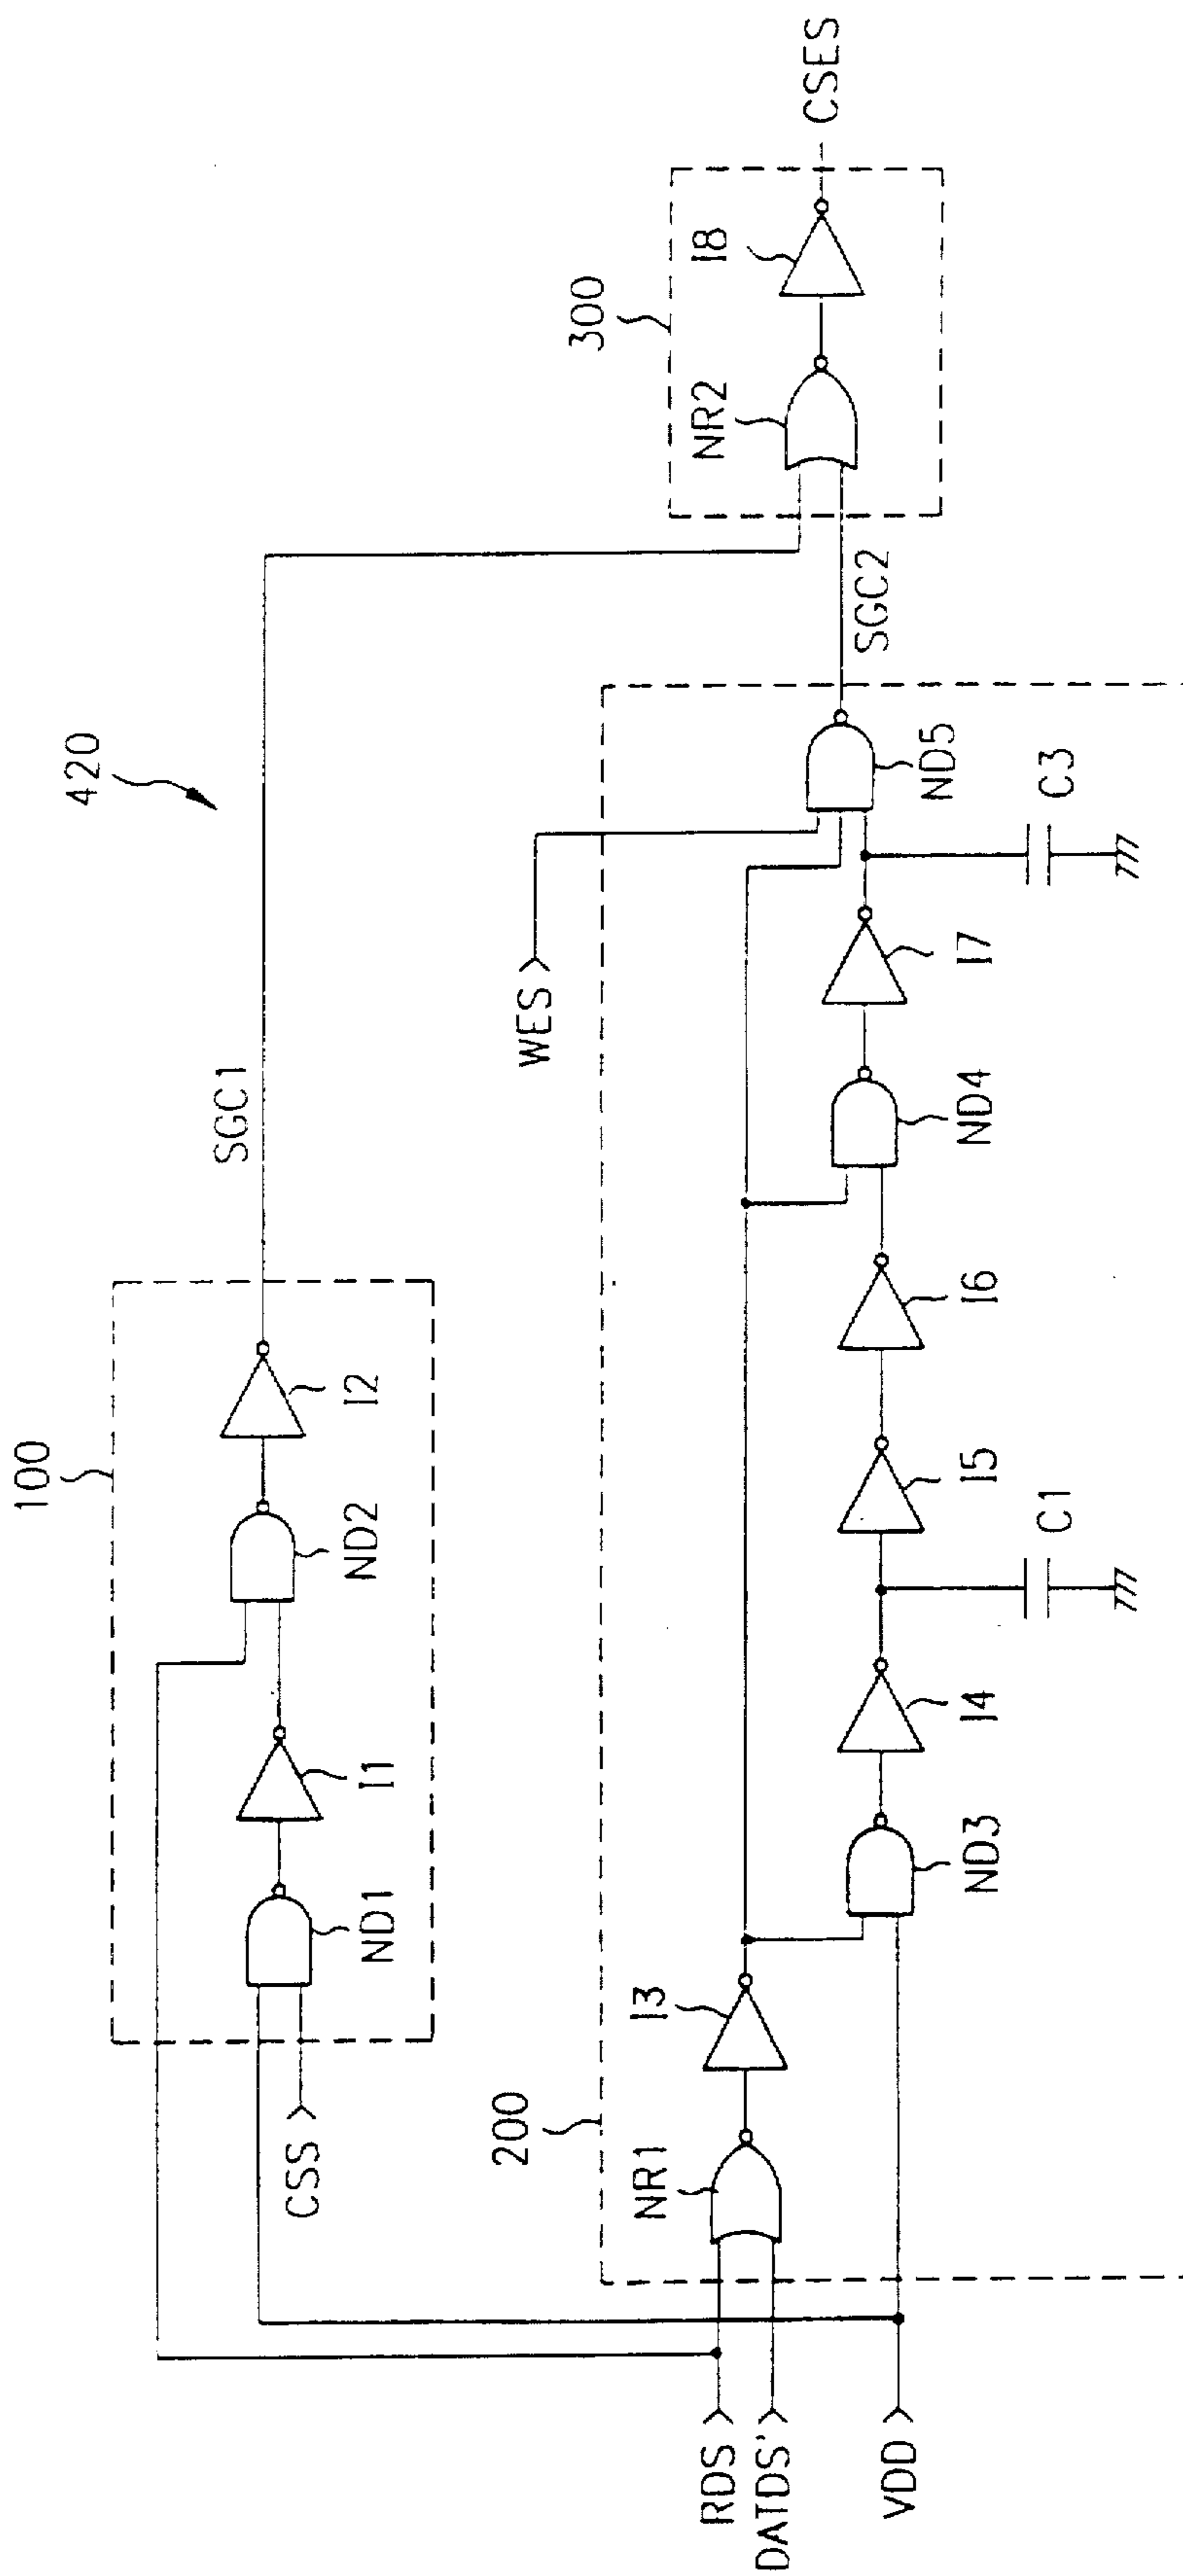 420
100
SGC1
300
CSES
CSS
ND1
I1
ND2
I2
NR2
I8
200
WES
SGC2
RDS
DATDS'
VDD
NR1
I3
ND3
I4
I5
I6
ND4
I7
ND5
C1
C3